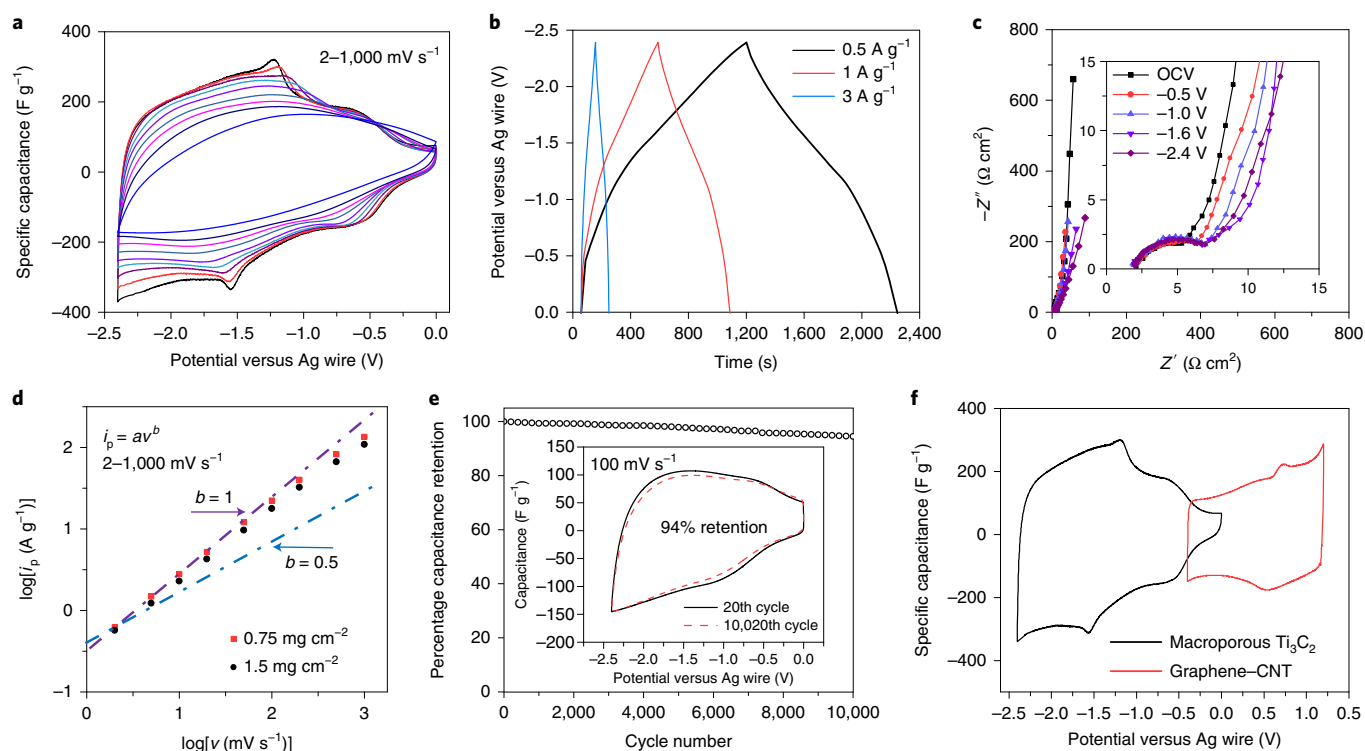 a
Specific capacitance (F g⁻¹)
400
200
0
−200
−400
2–1,000 mV s⁻¹
−2.5
−2.0
−1.5
−1.0
−0.5
0.0
Potential versus Ag wire (V)
b
Potential versus Ag wire (V)
−2.5
−2.0
−1.5
−1.0
−0.5
0.0
0.5 A g⁻¹
1 A g⁻¹
3 A g⁻¹
0
400
800
1,200
1,600
2,000
2,400
Time (s)
c
−Z″ (Ω cm²)
−800
600
400
200
0
15
10
5
0
OCV
−0.5 V
−1.0 V
−1.6 V
−2.4 V
0
5
10
15
0
200
400
600
800
Z′ (Ω cm²)
d
log[iₚ (A g⁻¹)]
2
1
0
−1
iₚ = avᵇ
2–1,000 mV s⁻¹
b = 1
b = 0.5
0.75 mg cm⁻²
1.5 mg cm⁻²
0
1
2
3
log[v (mV s⁻¹)]
e
Percentage capacitance retention
100
80
60
40
20
0
Capacitance (F g⁻¹)
150
100
50
0
−50
−100
−150
−200
100 mV s⁻¹
94% retention
20th cycle
10,020th cycle
−2.5
−2.0
−1.5
−1.0
−0.5
0.0
Potential versus Ag wire (V)
0
2,000
4,000
6,000
8,000
10,000
Cycle number
f
Specific capacitance (F g⁻¹)
400
200
0
−200
−400
Macroporous Ti₃C₂
Graphene–CNT
−2.5
−2.0
−1.5
−1.0
−0.5
0.0
0.5
1.2
Potential versus Ag wire (V)